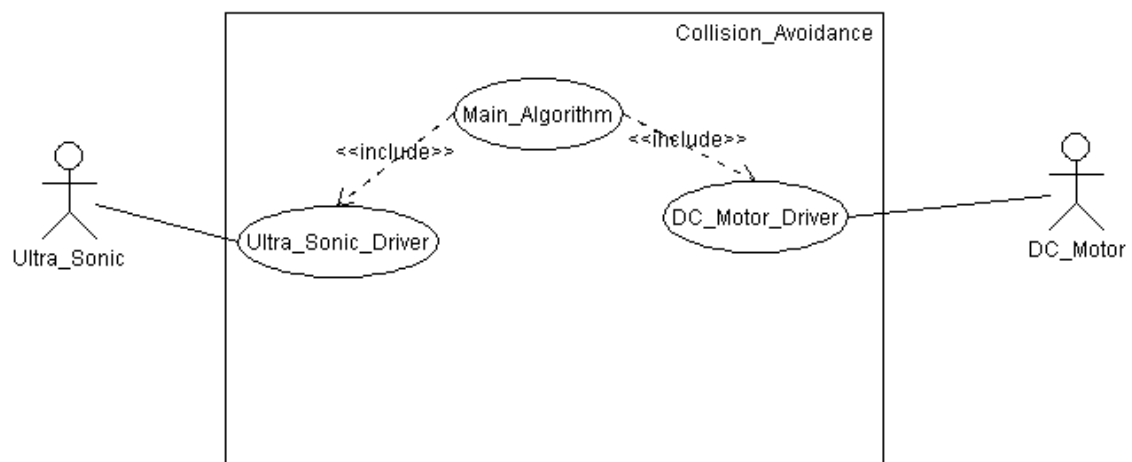 Collision_Avoidance
Main_Algorithm
<<include>>
<<include>>
Ultra_Sonic
Ultra_Sonic_Driver
DC_Motor_Driver
DC_Motor